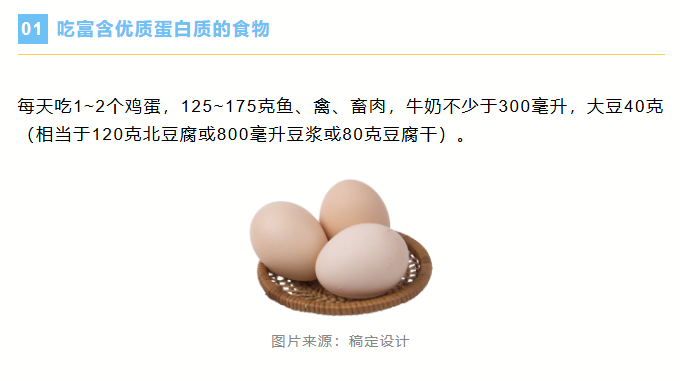 01 吃富含优质蛋白质的食物
每天吃1~2个鸡蛋，125~175克鱼、禽、畜肉，牛奶不少于300毫升，大豆40克
（相当于120克北豆腐或800毫升豆浆或80克豆腐干）。
图片来源：稿定设计